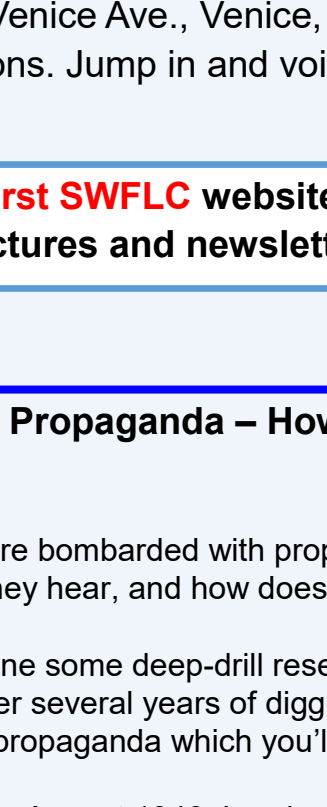 Venice Ave., Venice,
ons. Jump in and voi
rst SWFLC website
ctures and newslett
Propaganda – How
re bombarded with prop
hey hear, and how does
ne some deep-drill rese
er several years of digg
propaganda which you'l